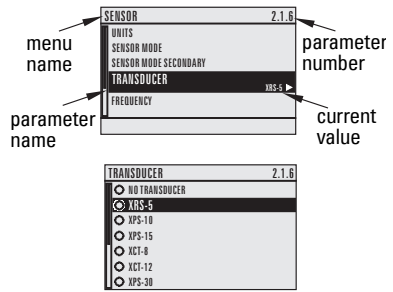 SENSOR 2.1.6
menu name
UNITS
SENSOR MODE
SENSOR MODE SECONDARY
TRANSDUCER
XRS-5
FREQUENCY
parameter number
parameter name
current value
TRANSDUCER 2.1.6
NO TRANSDUCER
XRS-5
XPS-10
XPS-15
XCT-8
XCT-12
XPS-30